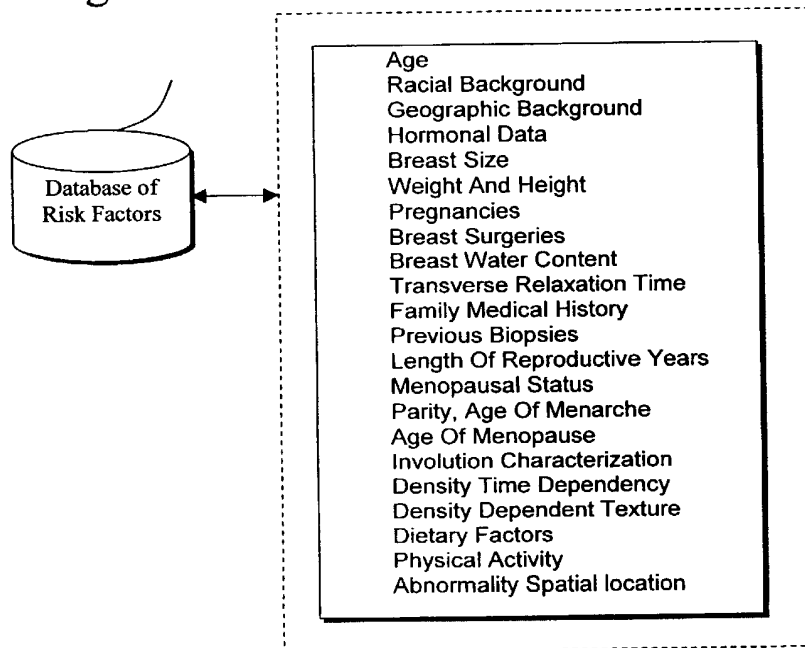 Database of
Risk Factors
Age
Racial Background
Geographic Background
Hormonal Data
Breast Size
Weight And Height
Pregnancies
Breast Surgeries
Breast Water Content
Transverse Relaxation Time
Family Medical History
Previous Biopsies
Length Of Reproductive Years
Menopausal Status
Parity, Age Of Menarche
Age Of Menopause
Involution Characterization
Density Time Dependency
Density Dependent Texture
Dietary Factors
Physical Activity
Abnormality Spatial location